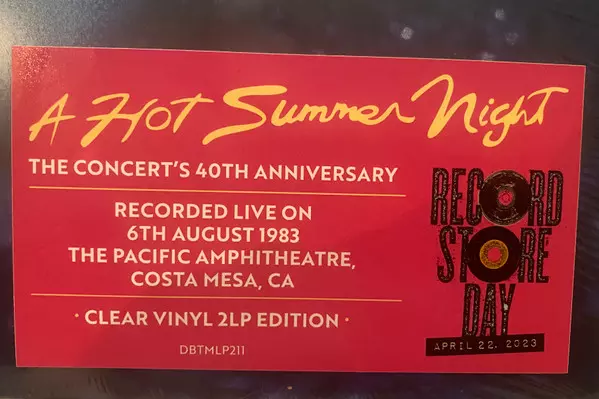 A Hot Summer Night
THE CONCERT'S 40TH ANNIVERSARY
RECORDED LIVE ON
6TH AUGUST 1983
THE PACIFIC AMPHITHEATRE,
COSTA MESA, CA
· CLEAR VINYL 2LP EDITION ·
DBTMLP211
RECORD
STORE
DAY
APRIL 22, 2023